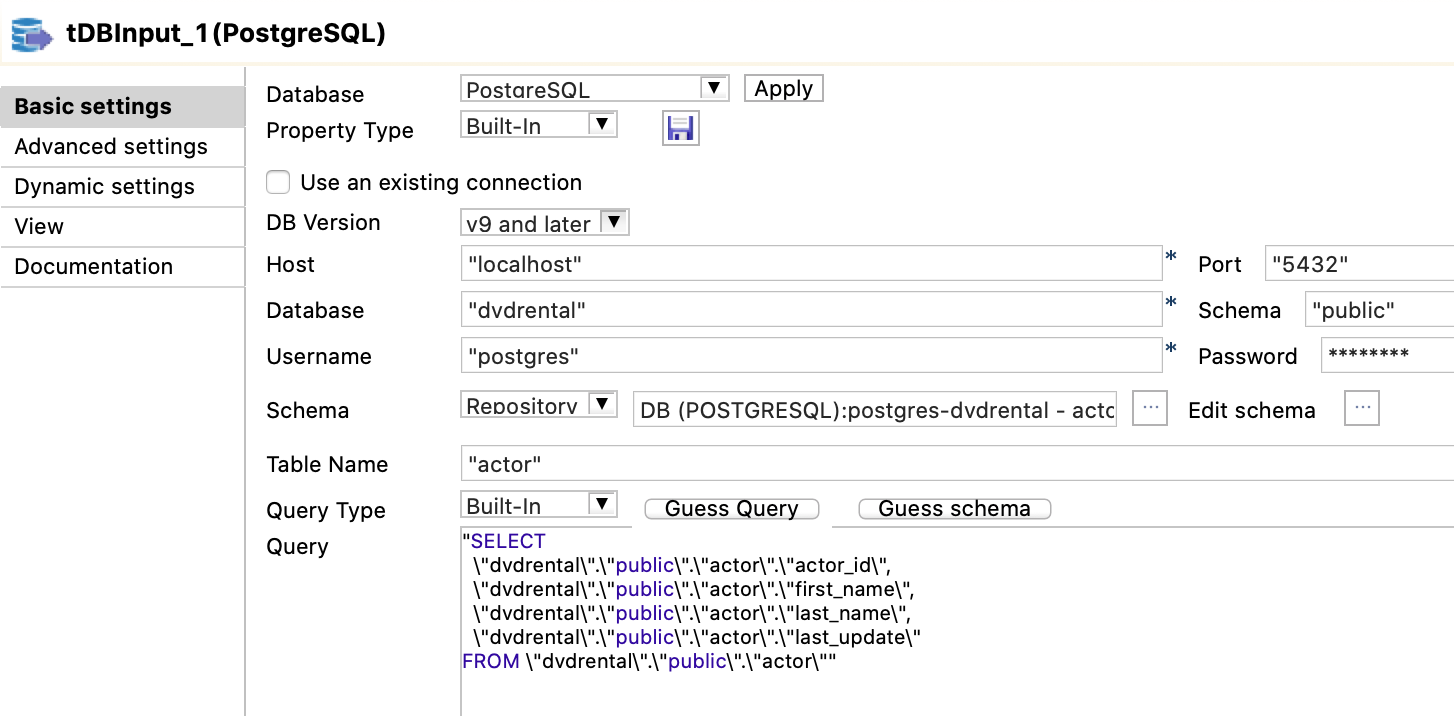 tDBInput_1(PostgreSQL)
Basic settings
Advanced settings
Dynamic settings
View
Documentation
Database PostgreSQL Apply
Property Type Built-In
Use an existing connection
DB Version v9 and later
Host "localhost" * Port "5432"
Database "dvdrental" * Schema "public"
Username "postgres" * Password ********
Schema Repository DB (POSTGRESQL):postgres-dvdrental - acto ... Edit schema ...
Table Name "actor"
Query Type Built-In Guess Query Guess schema
Query "SELECT
\"dvdrental\".\"public\".\"actor\".\"actor_id\",
\"dvdrental\".\"public\".\"actor\".\"first_name\",
\"dvdrental\".\"public\".\"actor\".\"last_name\",
\"dvdrental\".\"public\".\"actor\".\"last_update\"
FROM \"dvdrental\".\"public\".\"actor\""